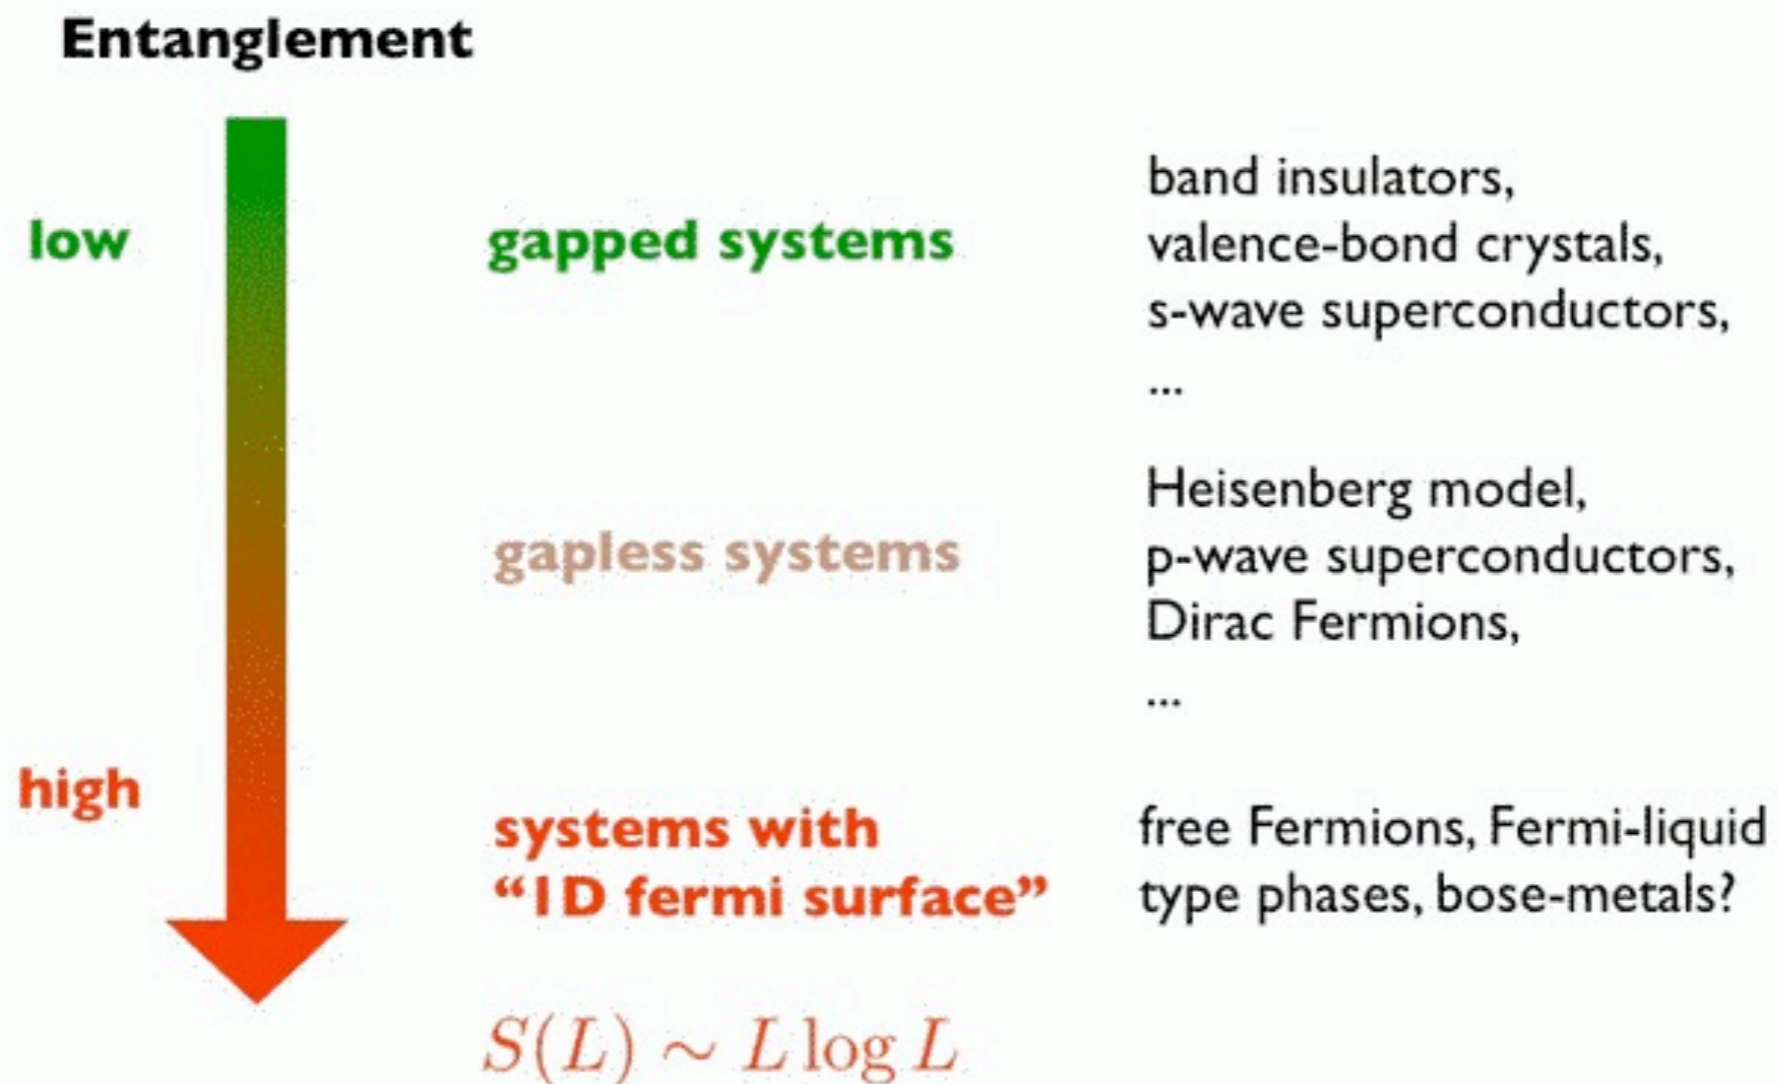 Entanglement
low
gapped systems
band insulators,
valence-bond crystals,
s-wave superconductors,
...
gapless systems
Heisenberg model,
p-wave superconductors,
Dirac Fermions,
...
high
systems with
“1D fermi surface”
free Fermions, Fermi-liquid
type phases, bose-metals?
S(L) ~ L log L